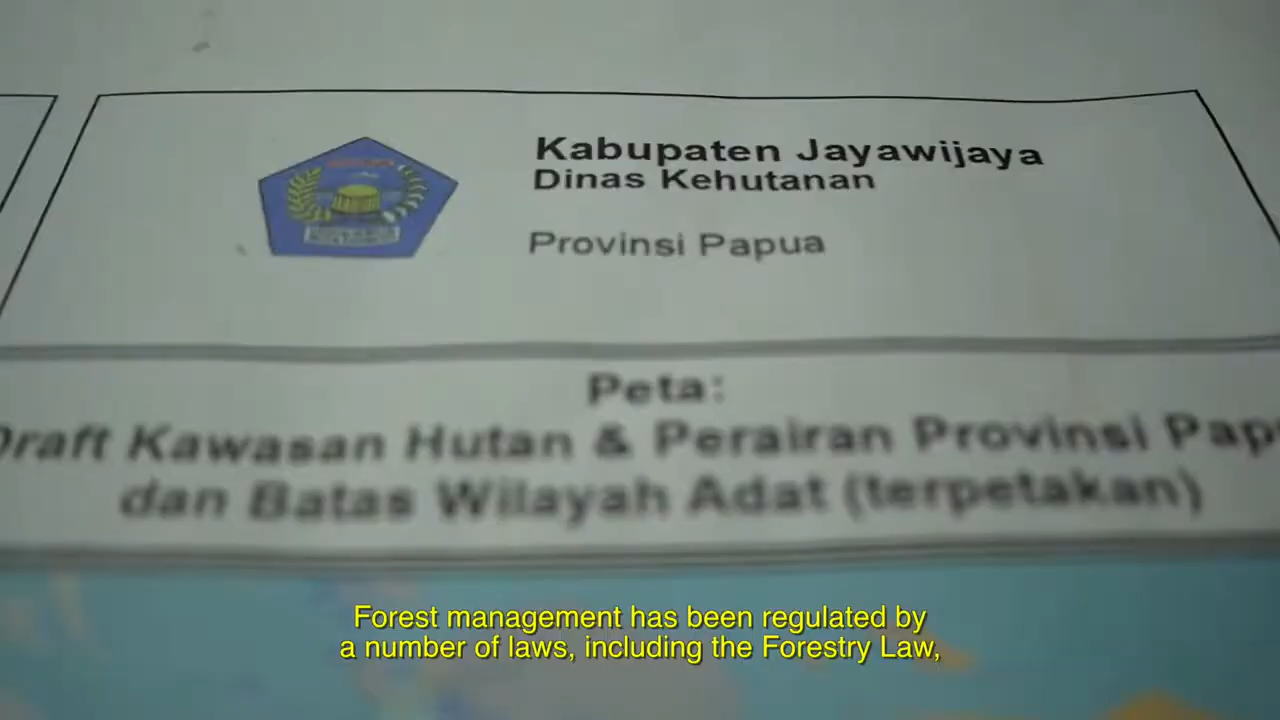 Kabupaten Jayawijaya
Dinas Kehutanan
Provinsi Papua
Peta:
Draft Kawasan Hutan & Perairan Provinsi
dan Batas Wilayah Adat (terpetakan)
Forest management has been regulated by
a number of laws, including the Forestry Law,